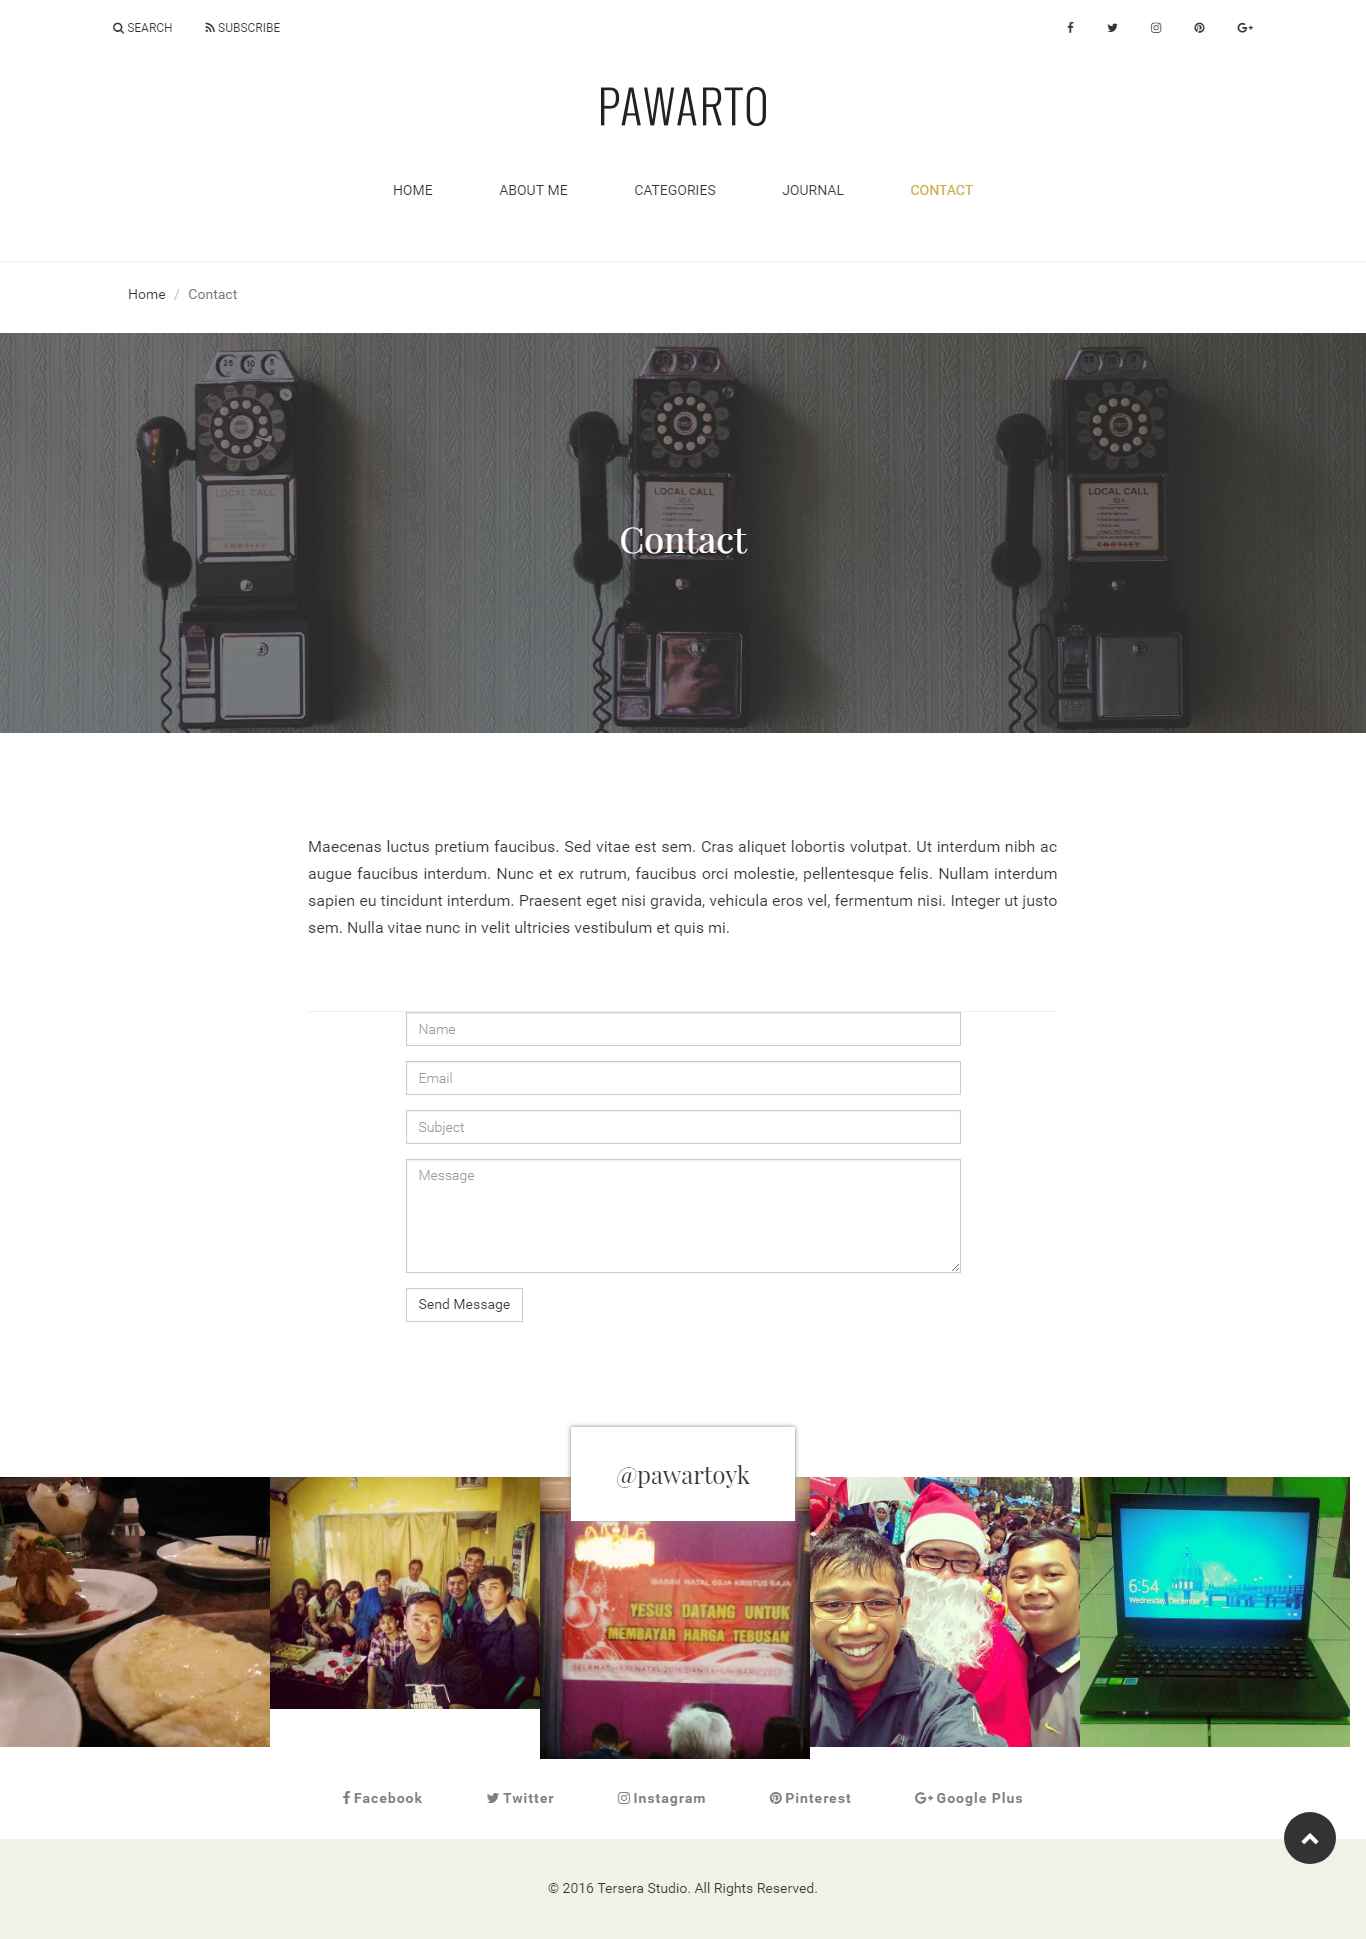 SEARCH SUBSCRIBE
PAWARTO
HOME ABOUT ME CATEGORIES JOURNAL CONTACT
Home / Contact
25 10 5
LOCAL CALL
LOCAL CALL
LOCAL CALL
Contact
Maecenas luctus pretium faucibus. Sed vitae est sem. Cras aliquet lobortis volutpat. Ut interdum nibh ac
augue faucibus interdum. Nunc et ex rutrum, faucibus orci molestie, pellentesque felis. Nullam interdum
sapien eu tincidunt interdum. Praesent eget nisi gravida, vehicula eros vel, fermentum nisi. Integer ut justo
sem. Nulla vitae nunc in velit ultricies vestibulum et quis mi.
Name
Email
Subject
Message
Send Message
@pawartoyk
YESUS DATANG UNTUK
MEMBAYAR HARGA TEBUSAN
6:54
Wednesday, December
Facebook Twitter Instagram Pinterest Google Plus
© 2016 Tersera Studio. All Rights Reserved.